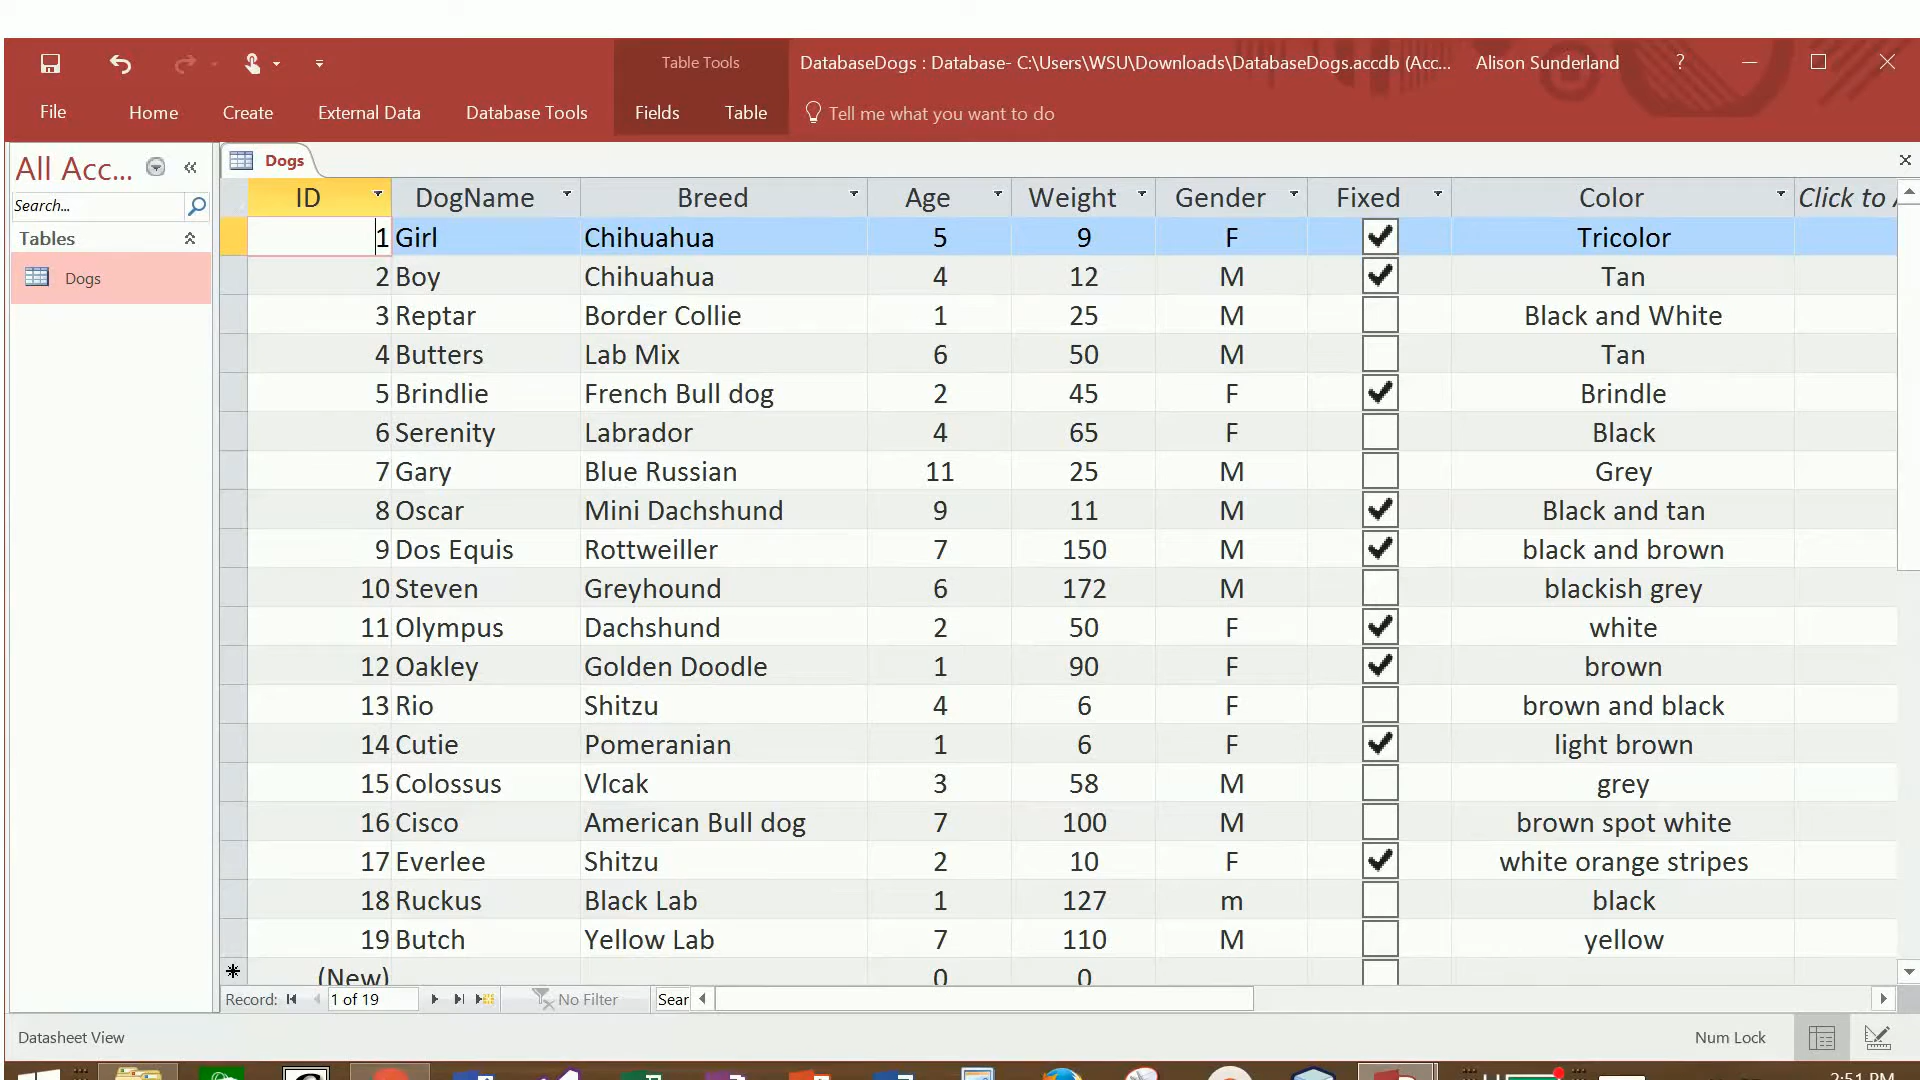 Table Tools
DatabaseDogs : Database- C:\Users\WSU\Downloads\DatabaseDogs.accdb (Acc... Alison Sunderland ?
File Home Create External Data Database Tools Fields Table Tell me what you want to do
All Acc... «
Dogs
Search...
Tables
Dogs
ID DogName Breed Age Weight Gender Fixed Color Click to
1 Girl Chihuahua 5 9 F Tricolor
2 Boy Chihuahua 4 12 M Tan
3 Reptar Border Collie 1 25 M Black and White
4 Butters Lab Mix 6 50 M Tan
5 Brindlie French Bull dog 2 45 F Brindle
6 Serenity Labrador 4 65 F Black
7 Gary Blue Russian 11 25 M Grey
8 Oscar Mini Dachshund 9 11 M Black and tan
9 Dos Equis Rottweiller 7 150 M black and brown
10 Steven Greyhound 6 172 M blackish grey
11 Olympus Dachshund 2 50 F white
12 Oakley Golden Doodle 1 90 F brown
13 Rio Shitzu 4 6 F brown and black
14 Cutie Pomeranian 1 6 F light brown
15 Colossus Vlcak 3 58 M grey
16 Cisco American Bull dog 7 100 M brown spot white
17 Everlee Shitzu 2 10 F white orange stripes
18 Ruckus Black Lab 1 127 m black
19 Butch Yellow Lab 7 110 M yellow
(New) 0 0
Record: 1 of 19 No Filter Sear
Datasheet View Num Lock
2:51 PM